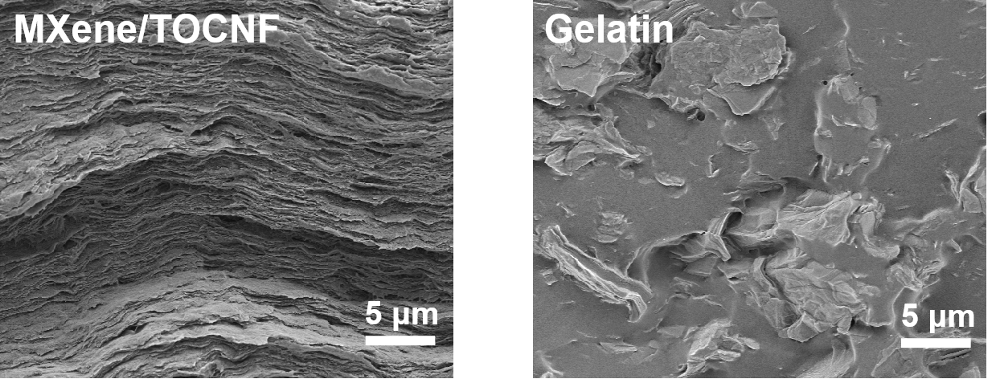 MXene/TOCNF
Gelatin
5 μm
5 μm